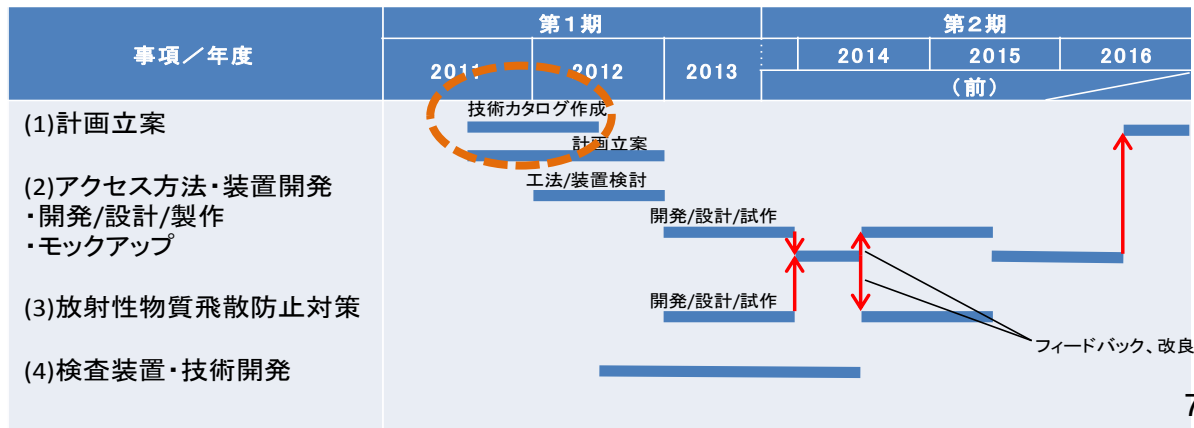 事項／年度
第1期
第2期
2011
2012
2013
2014
2015
2016
（前）
(1)計画立案
技術カタログ作成
計画立案
(2)アクセス方法・装置開発
工法/装置検討
・開発/設計/製作
開発/設計/試作
・モックアップ
(3)放射性物質飛散防止対策
開発/設計/試作
フィードバック、改良
(4)検査装置・技術開発
7